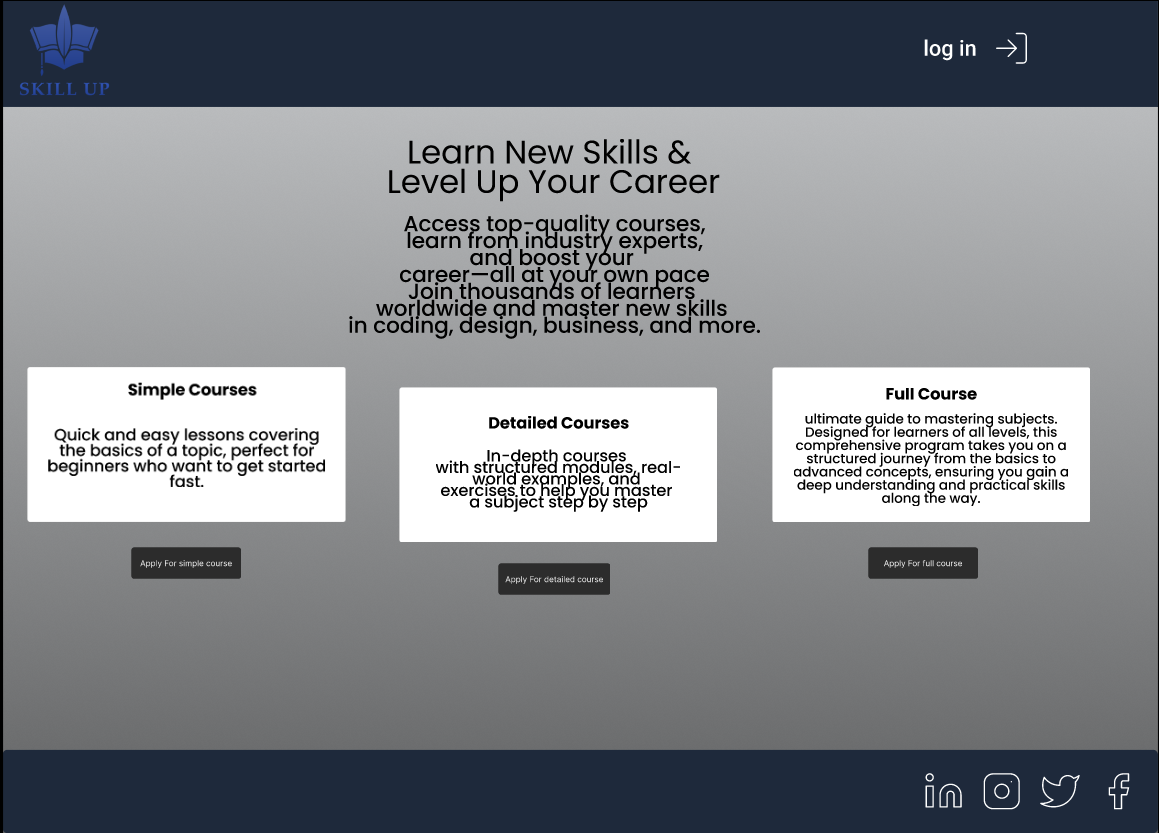 SKILL UP
log in
Learn New Skills &
Level Up Your Career
Access top-quality courses,
learn from industry experts,
and boost your
career—all at your own pace
Join thousands of learners
worldwide and master new skills
in coding, design, business, and more.
Simple Courses
Quick and easy lessons covering
the basics of a topic, perfect for
beginners who want to get started
fast.
Apply For simple course
Detailed Courses
In-depth courses
with structured modules, real-
world examples, and
exercises to help you master
a subject step by step
Apply For detailed course
Full Course
ultimate guide to mastering subjects.
Designed for learners of all levels, this
comprehensive program takes you on a
structured journey from the basics to
advanced concepts, ensuring you gain a
deep understanding and practical skills
along the way.
Apply For full course